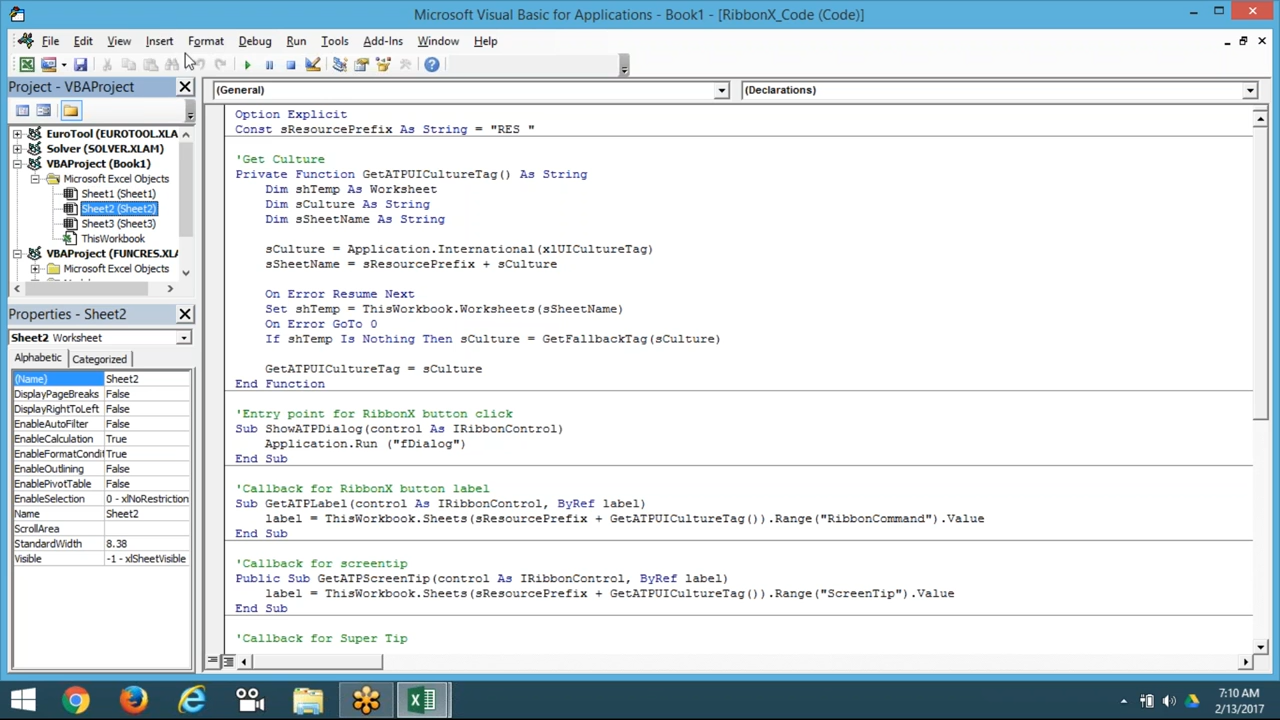 Microsoft Visual Basic for Applications - Book1 - [RibbonX_Code (Code)]
File Edit View Insert Format Debug Run Tools Add-Ins Window Help
Project - VBAProject
(General)
(Declarations)
EuroTool (EUROTOOL.XLA
Solver (SOLVER.XLAM)
VBAProject (Book1)
Microsoft Excel Objects
Sheet1 (Sheet1)
Sheet2 (Sheet2)
Sheet3 (Sheet3)
ThisWorkbook
VBAProject (FUNCRES.XLA
Microsoft Excel Objects
Properties - Sheet2
Sheet2 Worksheet
Alphabetic Categorized
(Name) Sheet2
DisplayPageBreaks False
DisplayRightToLeft False
EnableAutoFilter False
EnableCalculation True
EnableFormatCondit True
EnableOutlining False
EnablePivotTable False
EnableSelection 0 - xlNoRestriction
Name Sheet2
ScrollArea
StandardWidth 8.38
Visible -1 - xlSheetVisible
Option Explicit
Const sResourcePrefix As String = "RES "
'Get Culture
Private Function GetATPUICultureTag() As String
Dim shTemp As Worksheet
Dim sCulture As String
Dim sSheetName As String
sCulture = Application.International(xlUICultureTag)
sSheetName = sResourcePrefix + sCulture
On Error Resume Next
Set shTemp = ThisWorkbook.Worksheets(sSheetName)
On Error GoTo 0
If shTemp Is Nothing Then sCulture = GetFallbackTag(sCulture)
GetATPUICultureTag = sCulture
End Function
'Entry point for RibbonX button click
Sub ShowATPDialog(control As IRibbonControl)
Application.Run ("fDialog")
End Sub
'Callback for RibbonX button label
Sub GetATPLabel(control As IRibbonControl, ByRef label)
label = ThisWorkbook.Sheets(sResourcePrefix + GetATPUICultureTag()).Range("RibbonCommand").Value
End Sub
'Callback for screentip
Public Sub GetATPScreenTip(control As IRibbonControl, ByRef label)
label = ThisWorkbook.Sheets(sResourcePrefix + GetATPUICultureTag()).Range("ScreenTip").Value
End Sub
'Callback for Super Tip
7:10 AM
2/13/2017